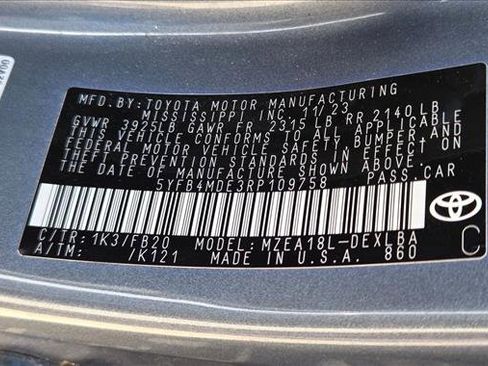 MFD.BY: TOYOTA MOTOR MANUFACTURING
MISSISSIPPI INC. 11/23
GVWR 3925LB GAWR FR 2315LB RR 2140LB
THIS VEHICLE CONFORMS TO ALL APPLICABLE
FEDERAL MOTOR VEHICLE SAFETY, BUMPER, AND
THEFT PREVENTION STANDARDS IN EFFECT ON
THE DATE OF MANUFACTURE SHOWN ABOVE.
5YFB4MDE3RP109758 PASS.CAR
C/TR: 1K3/FB20 MODEL: MZEA18L-DEXLBA
A/TM: /K121 MADE IN U.S.A. 860
TOYOTA
C